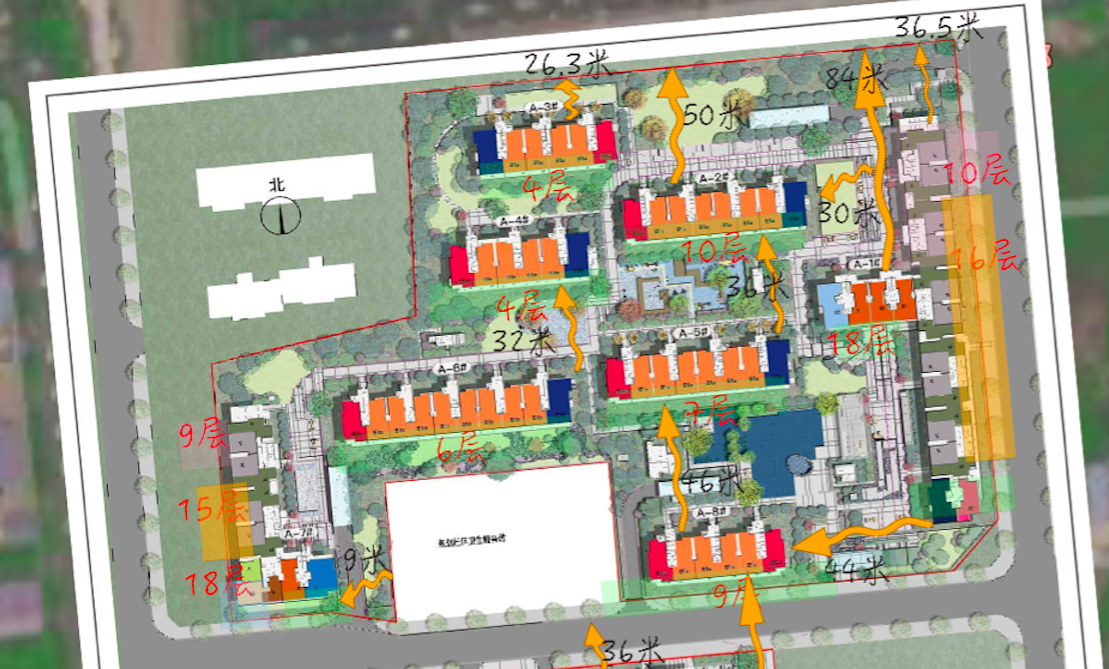 36.5米
26.3米
84米
A-3#
50米
4层
北
A-2#
10层
30米
A-4#
10层
16层
A-1#
36米
4层
32米
A-5#
18层
A-6#
7层
9层
6层
46米
15层
A-8#
A-7#
9米
18层
44米
9层
36米